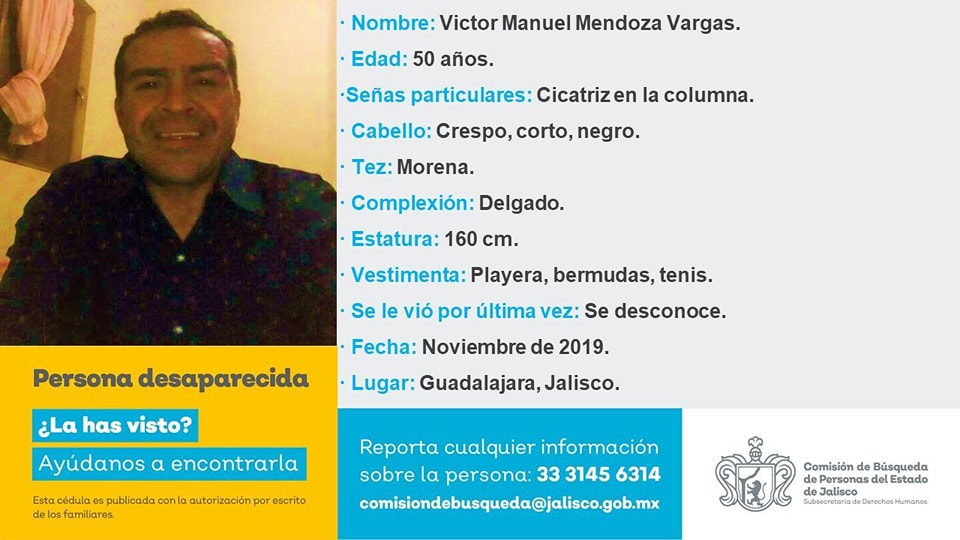 · Nombre: Victor Manuel Mendoza Vargas.
· Edad: 50 años.
·Señas particulares: Cicatriz en la columna.
· Cabello: Crespo, corto, negro.
· Tez: Morena.
· Complexión: Delgado.
· Estatura: 160 cm.
· Vestimenta: Playera, bermudas, tenis.
· Se le vió por última vez: Se desconoce.
· Fecha: Noviembre de 2019.
· Lugar: Guadalajara, Jalisco.
Persona desaparecida
¿La has visto?
Ayúdanos a encontrarla
Esta cédula es publicada con la autorización por escrito
de los familiares.
Reporta cualquier información
sobre la persona: 33 3145 6314
comisiondebusqueda@jalisco.gob.mx
Comisión de Búsqueda
de Personas del Estado
de Jalisco
Subsecretaría de Derechos Humanos